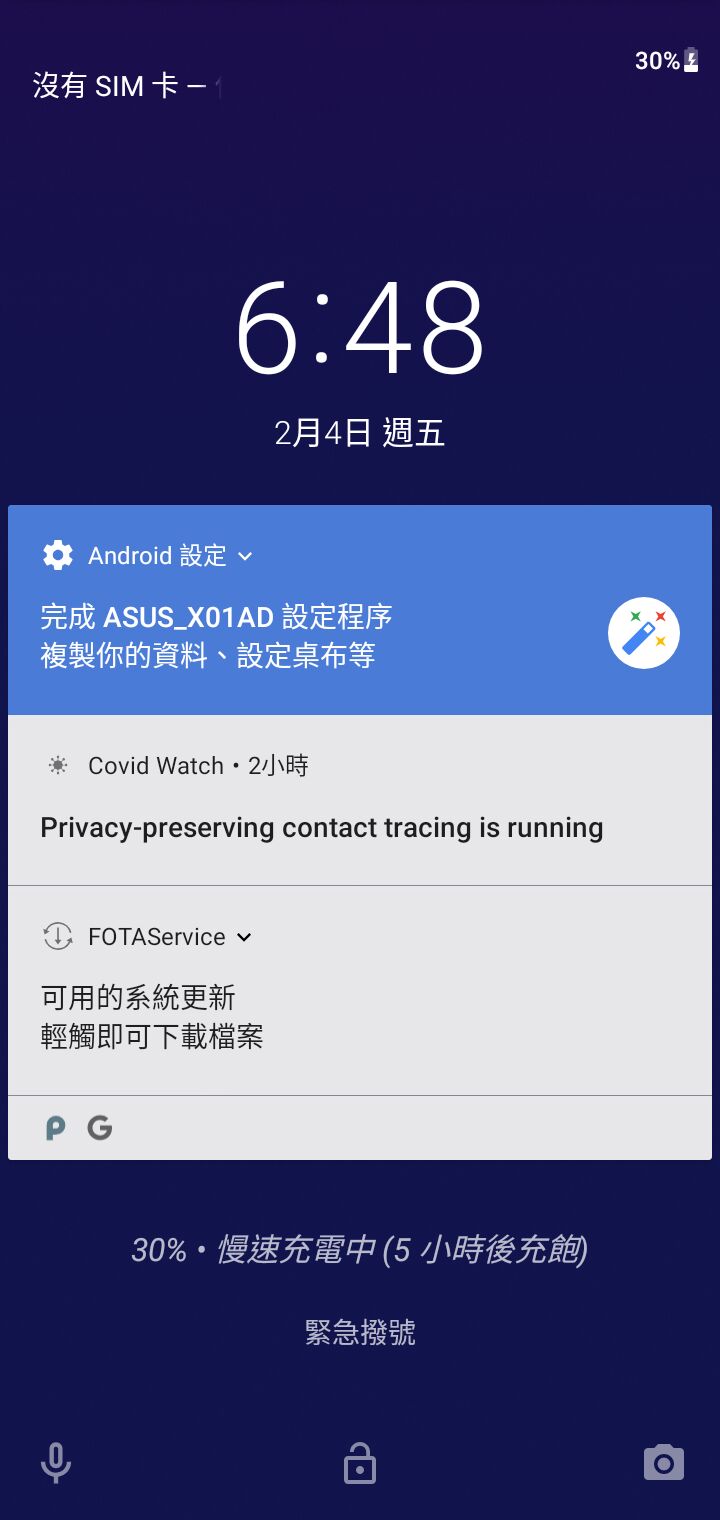 30%
沒有 SIM 卡 —
6:48
2月4日 週五
Android 設定
完成 ASUS_X01AD 設定程序
複製你的資料、設定桌布等
Covid Watch • 2小時
Privacy-preserving contact tracing is running
FOTAService
可用的系統更新
輕觸即可下載檔案
30% • 慢速充電中 (5 小時後充飽)
緊急撥號